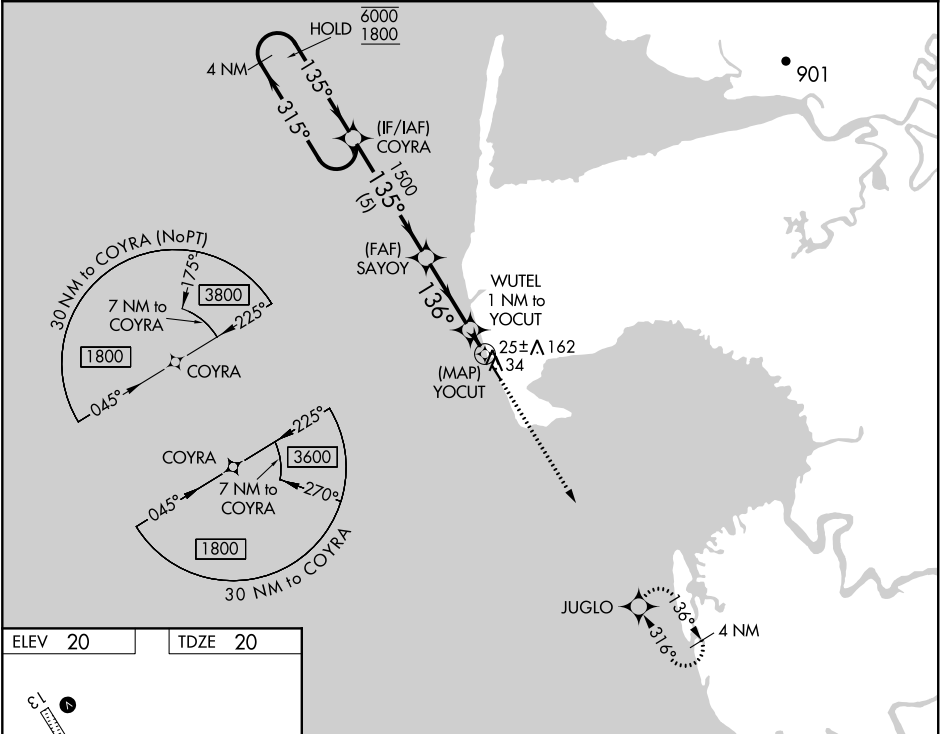 6000
1800
HOLD
4 NM
135°
315°
901
(IF/IAF)
COYRA
1500
135°
(5)
(FAF)
SAYOY
136°
WUTEL
1 NM to
YOCUT
25± 162
34
(MAP)
YOCUT
30 NM to COYRA (NoPT)
175°
3800
7 NM to
COYRA
225°
1800
COYRA
045°
225°
COYRA
3600
7 NM to
COYRA
270°
045°
1800
30 NM to COYRA
JUGLO
136°
316°
4 NM
ELEV 20
TDZE 20
13
V